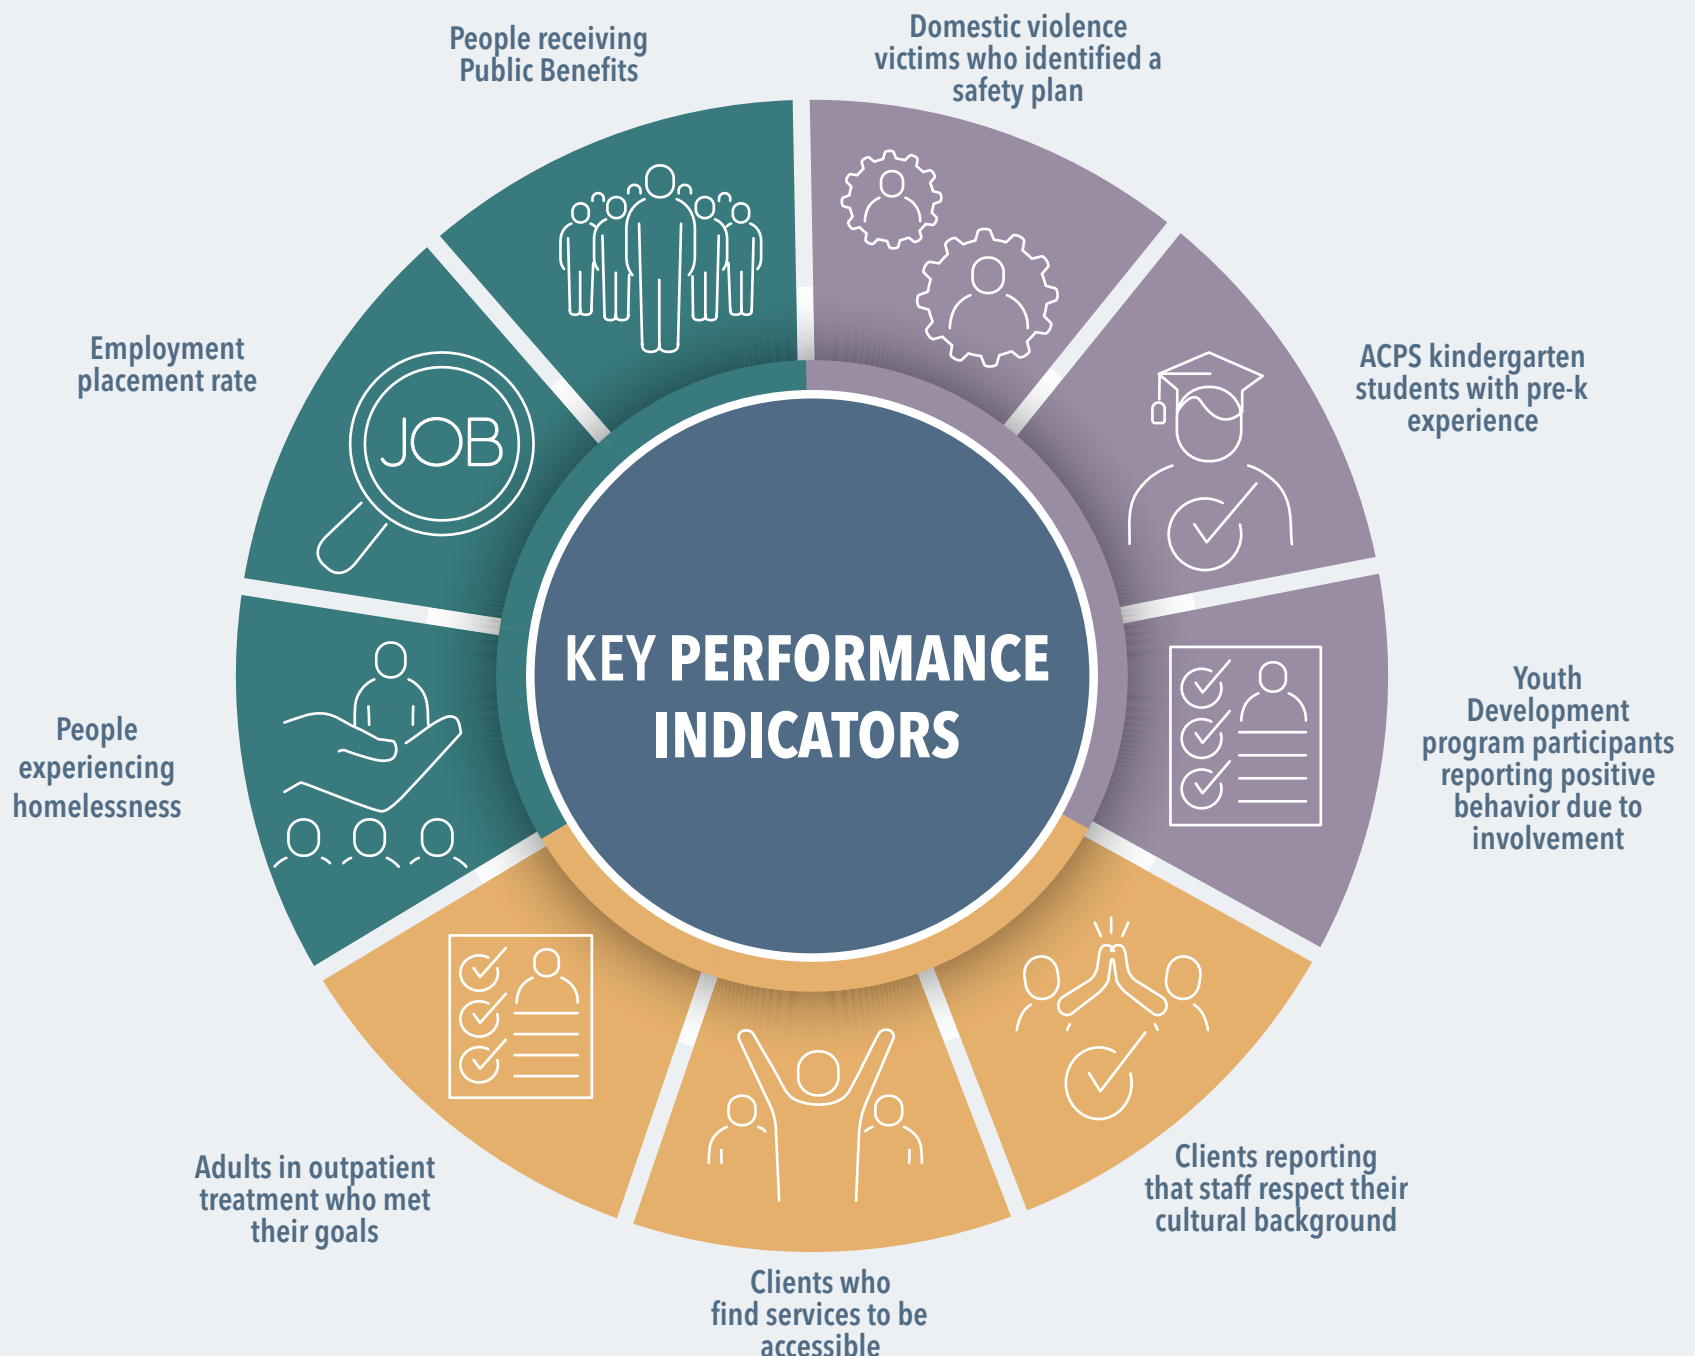 People receiving
Public Benefits
Domestic violence
victims who identified a
safety plan
Employment
placement rate
JOB
ACPS kindergarten
students with pre-k
experience
KEY PERFORMANCE
INDICATORS
People
experiencing
homelessness
Youth
Development
program participants
reporting positive
behavior due to
involvement
Adults in outpatient
treatment who met
their goals
Clients who
find services to be
accessible
Clients reporting
that staff respect their
cultural background